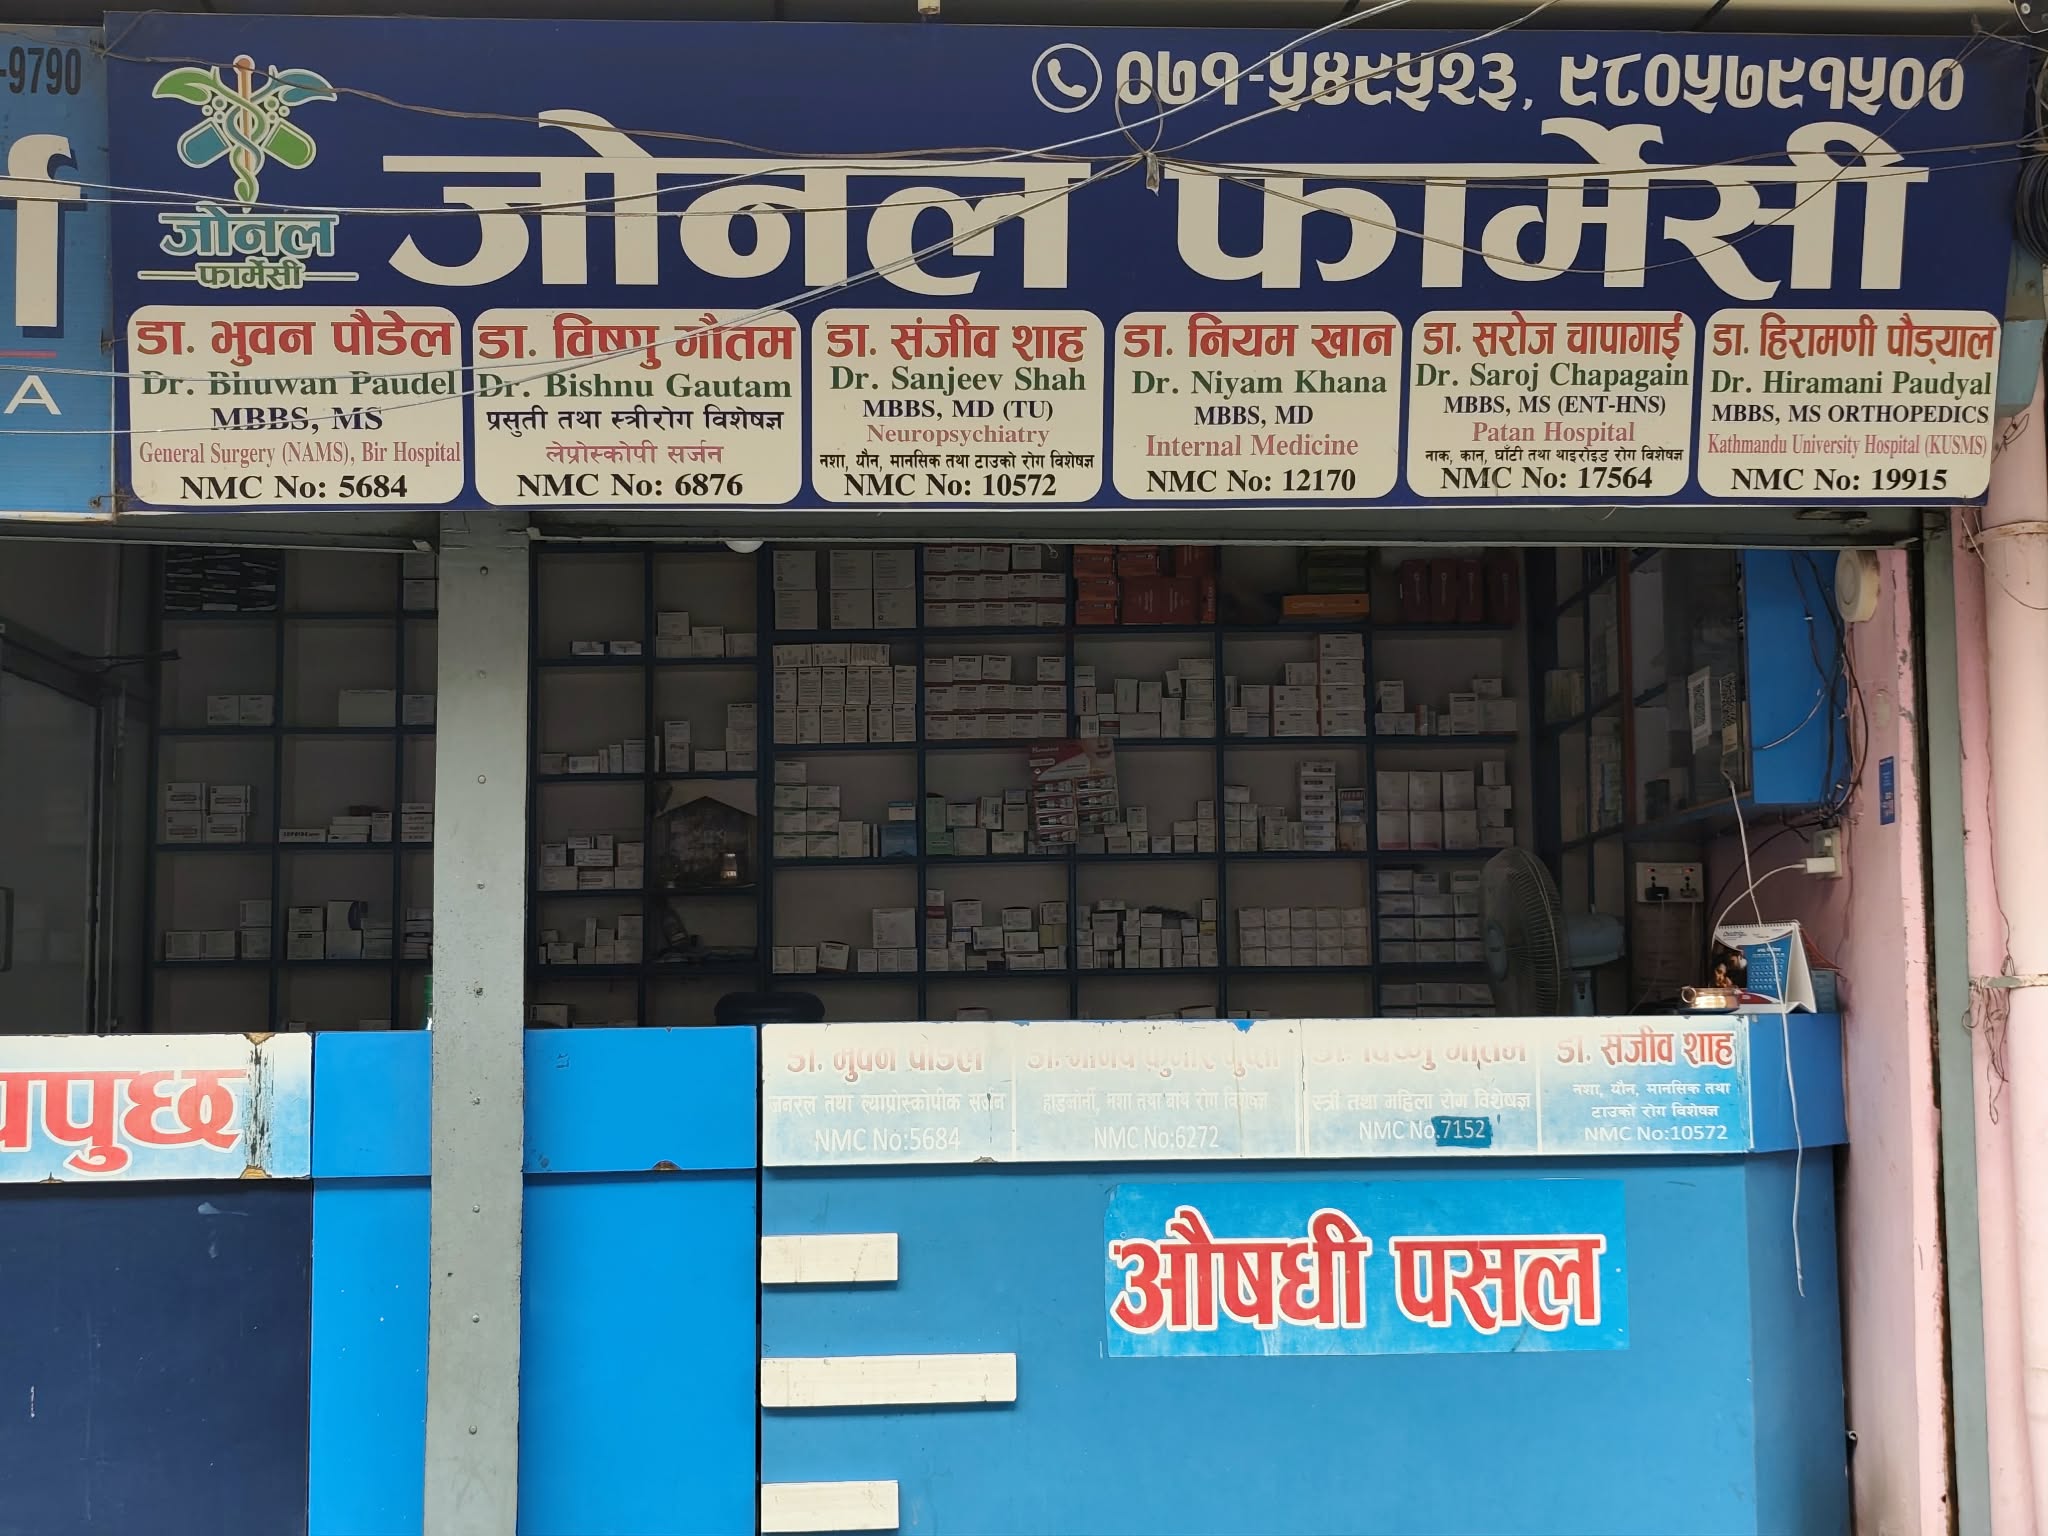 -9790
A
०७१-५४९५२३, ९८०५७९१५००
जोनल फार्मेसी
जोनल
फार्मेसी
डा. भुवन पौडेल
Dr. Bhuwan Paudel
MBBS, MS
General Surgery (NAMS), Bir Hospital
NMC No: 5684
डा. विष्णु गौतम
Dr. Bishnu Gautam
प्रसुती तथा स्त्रीरोग विशेषज्ञ
लेप्रोस्कोपी सर्जन
NMC No: 6876
डा. संजीव शाह
Dr. Sanjeev Shah
MBBS, MD (TU)
Neuropsychiatry
नशा, यौन, मानसिक तथा टाउको रोग विशेषज्ञ
NMC No: 10572
डा. नियम खान
Dr. Niyam Khana
MBBS, MD
Internal Medicine
NMC No: 12170
डा. सरोज चापागाईं
Dr. Saroj Chapagain
MBBS, MS (ENT-HNS)
Patan Hospital
नाक, कान, घाँटी तथा थाइरोइड रोग विशेषज्ञ
NMC No: 17564
डा. हिरामणी पौड्याल
Dr. Hiramani Paudyal
MBBS, MS ORTHOPEDICS
Kathmandu University Hospital (KUSMS)
NMC No: 19915
डा. भुवन पौडेल
जनरल तथा ल्याप्रोस्कोपीक सर्जन
NMC No:5684
हाडजोर्नी, नशा तथा बाथ रोग विशेषज्ञ
NMC No:6272
डा. विष्णु गौतम
स्त्री तथा महिला रोग विशेषज्ञ
NMC No.7152
डा. संजीव शाह
नशा, यौन, मानसिक तथा
टाउको रोग विशेषज्ञ
NMC No:10572
औषधी पसल